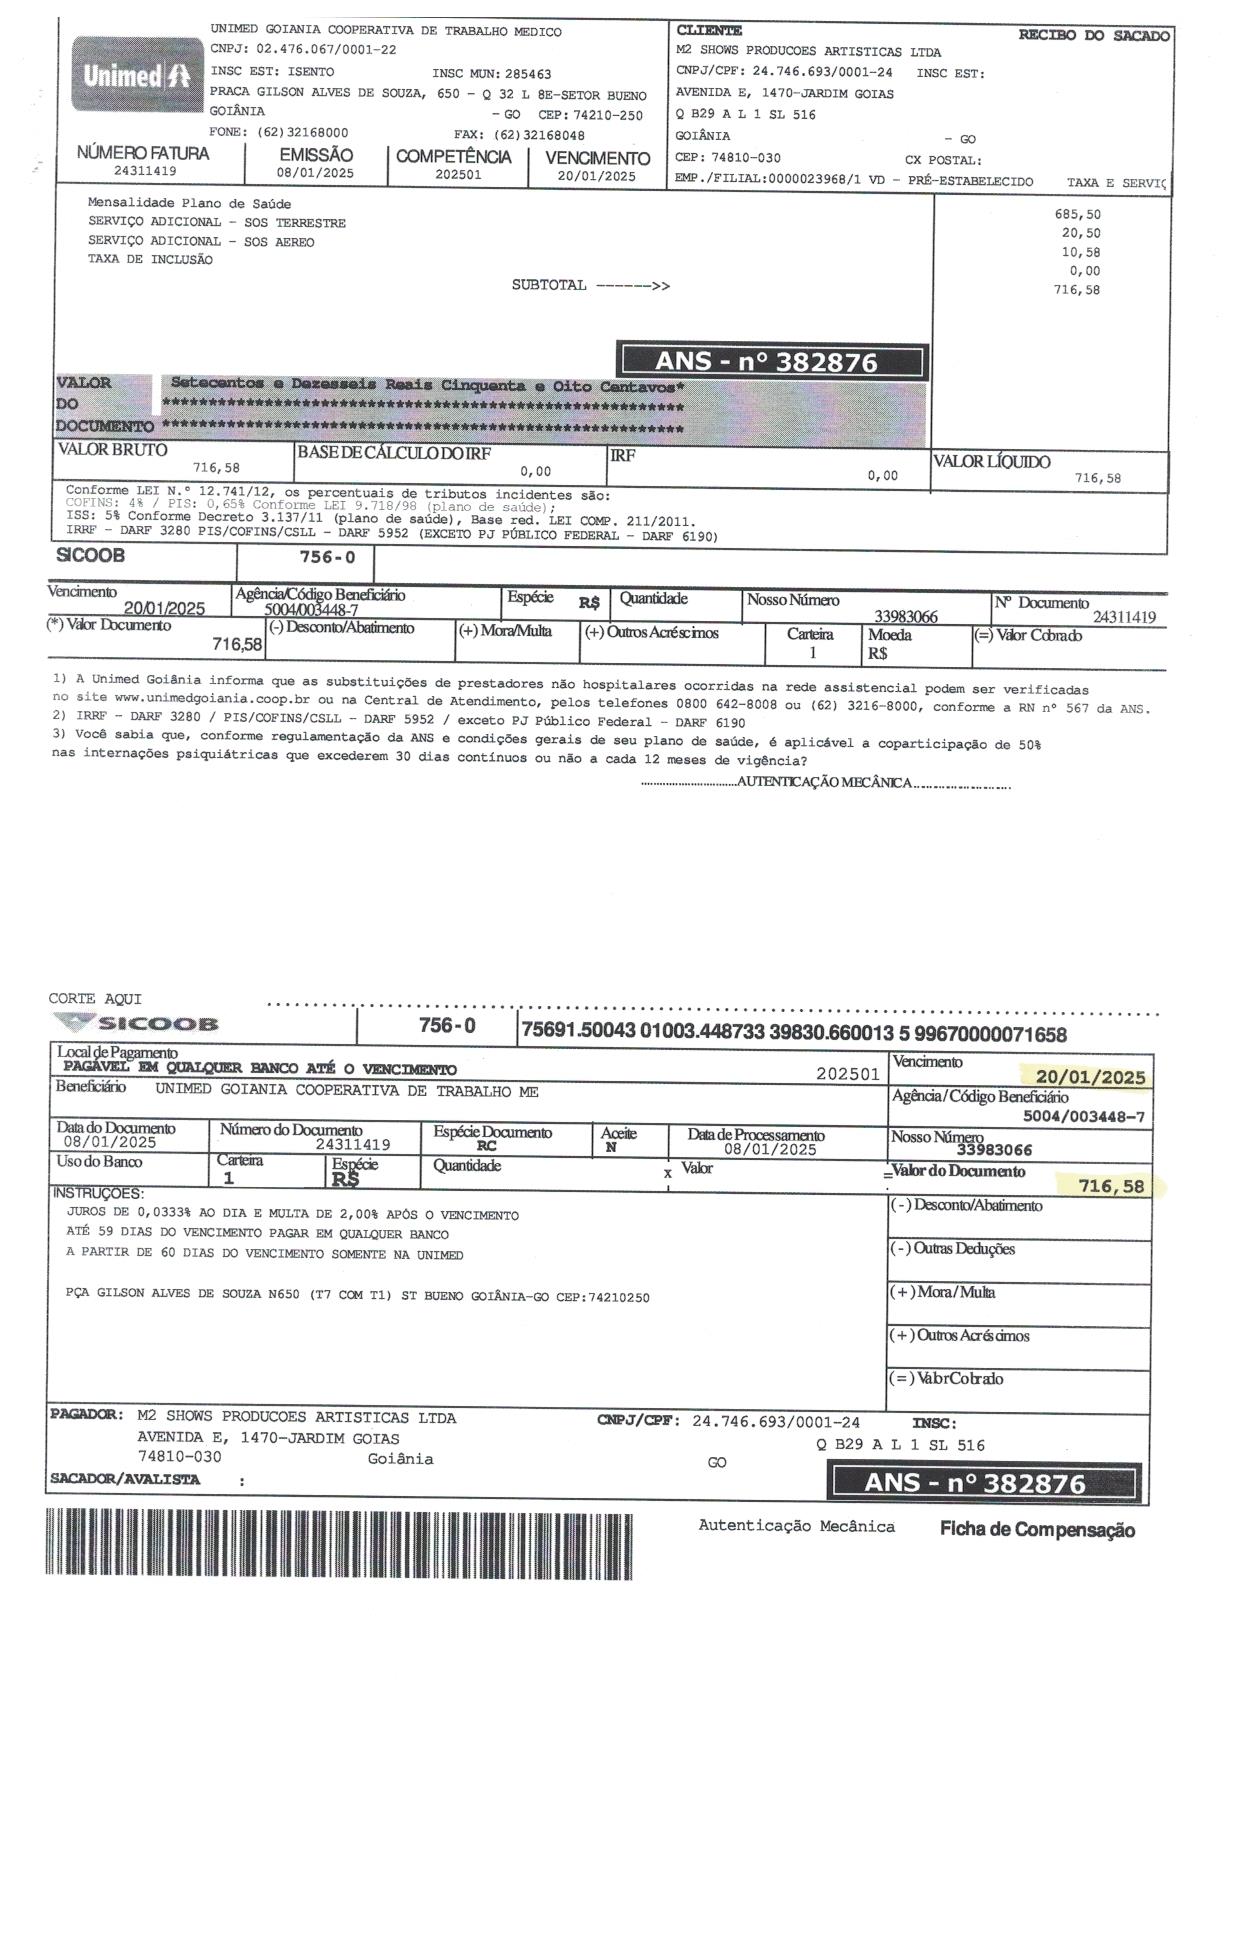 UNIMED GOIANIA COOPERATIVA DE TRABALHO MEDICO
CNPJ: 02.476.067/0001-22
INSC EST: ISENTO INSC MUN: 285463
PRACA GILSON ALVES DE SOUZA, 650 - Q 32 L 8E-SETOR BUENO
GOIÂNIA - GO CEP: 74210-250
FONE: (62)32168000 FAX: (62)32168048
Unimed
CLIENTE RECIBO DO SACADO
M2 SHOWS PRODUCOES ARTISTICAS LTDA
CNPJ/CPF: 24.746.693/0001-24 INSC EST:
AVENIDA E, 1470-JARDIM GOIAS
Q B29 A L 1 SL 516
GOIÂNIA - GO
CEP: 74810-030 CX POSTAL:
EMP./FILIAL:0000023968/1 VD - PRÉ-ESTABELECIDO TAXA E SERVIÇ
NÚMERO FATURA EMISSÃO COMPETÊNCIA VENCIMENTO
24311419 08/01/2025 202501 20/01/2025
Mensalidade Plano de Saúde 685,50
SERVIÇO ADICIONAL - SOS TERRESTRE 20,50
SERVIÇO ADICIONAL - SOS AEREO 10,58
TAXA DE INCLUSÃO 0,00
SUBTOTAL ------>> 716,58
ANS - nº 382876
VALOR DO DOCUMENTO Setecentos e Dezesseis Reais Cinquenta e Oito Centavos*
************************************************************
************************************************************
VALOR BRUTO BASE DE CÁLCULO DO IRF IRF VALOR LÍQUIDO
716,58 0,00 0,00 716,58
Conforme LEI N.º 12.741/12, os percentuais de tributos incidentes são:
COFINS: 4% / PIS: 0,65% Conforme LEI 9.718/98 (plano de saúde);
ISS: 5% Conforme Decreto 3.137/11 (plano de saúde), Base red. LEI COMP. 211/2011.
IRRF - DARF 3280 PIS/COFINS/CSLL - DARF 5952 (EXCETO PJ PÚBLICO FEDERAL - DARF 6190)
SICOOB 756-0
Vencimento Agência/Código Beneficiário Espécie R$ Quantidade Nosso Número Nº Documento
20/01/2025 5004/003448-7 33983066 24311419
(*) Valor Documento (-) Desconto/Abatimento (+) Mora/Multa (+) Outros Acréscimos Carteira Moeda (=) Valor Cobrado
716,58 1 R$
1) A Unimed Goiânia informa que as substituições de prestadores não hospitalares ocorridas na rede assistencial podem ser verificadas
no site www.unimedgoiania.coop.br ou na Central de Atendimento, pelos telefones 0800 642-8008 ou (62) 3216-8000, conforme a RN nº 567 da ANS.
2) IRRF - DARF 3280 / PIS/COFINS/CSLL - DARF 5952 / exceto PJ Público Federal - DARF 6190
3) Você sabia que, conforme regulamentação da ANS e condições gerais de seu plano de saúde, é aplicável a coparticipação de 50%
nas internações psiquiátricas que excederem 30 dias contínuos ou não a cada 12 meses de vigência?
AUTENTICAÇÃO MECÂNICA
CORTE AQUI
SICOOB 756-0 75691.50043 01003.448733 39830.660013 5 99670000071658
Local de Pagamento Vencimento
PAGÁVEL EM QUALQUER BANCO ATÉ O VENCIMENTO 202501 20/01/2025
Beneficiário UNIMED GOIANIA COOPERATIVA DE TRABALHO ME Agência/Código Beneficiário
5004/003448-7
Data do Documento Número do Documento Espécie Documento Aceite Data de Processamento Nosso Número
08/01/2025 24311419 RC N 08/01/2025 33983066
Uso do Banco Carteira Espécie Quantidade x Valor =Valor do Documento
1 R$ 716,58
INSTRUÇÕES:
JUROS DE 0,0333% AO DIA E MULTA DE 2,00% APÓS O VENCIMENTO
ATÉ 59 DIAS DO VENCIMENTO PAGAR EM QUALQUER BANCO
A PARTIR DE 60 DIAS DO VENCIMENTO SOMENTE NA UNIMED
PÇA GILSON ALVES DE SOUZA N650 (T7 COM T1) ST BUENO GOIÂNIA-GO CEP:74210250
(-) Desconto/Abatimento
(-) Outras Deduções
(+) Mora/Multa
(+) Outros Acréscimos
(=) Valor Cobrado
PAGADOR: M2 SHOWS PRODUCOES ARTISTICAS LTDA CNPJ/CPF: 24.746.693/0001-24 INSC:
AVENIDA E, 1470-JARDIM GOIAS Q B29 A L 1 SL 516
74810-030 Goiânia GO
SACADOR/AVALISTA :
ANS - nº 382876
Autenticação Mecânica Ficha de Compensação